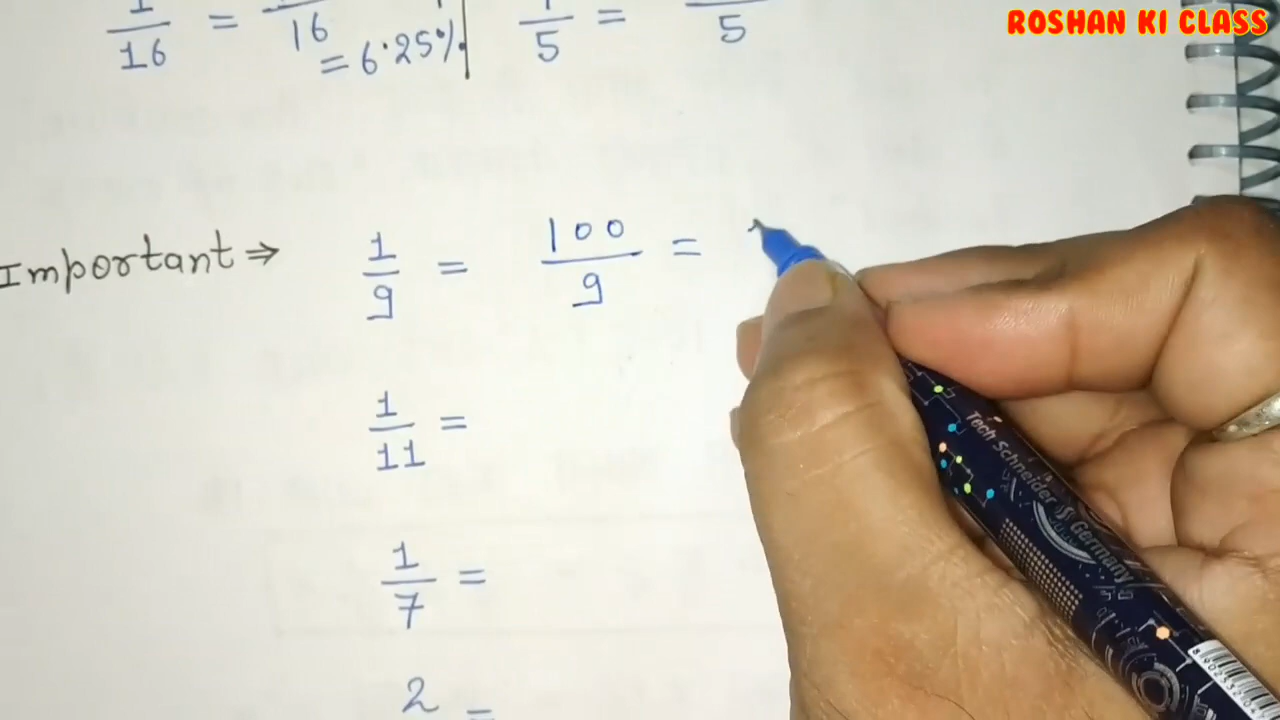 ROSHAN KI CLASS
1/16 = /16 = 6.25%
1/5 = /5
Important ⇒ 1/9 = 100/9 =
1/11 =
1/7 =
2 =
Tech Schneider Germany